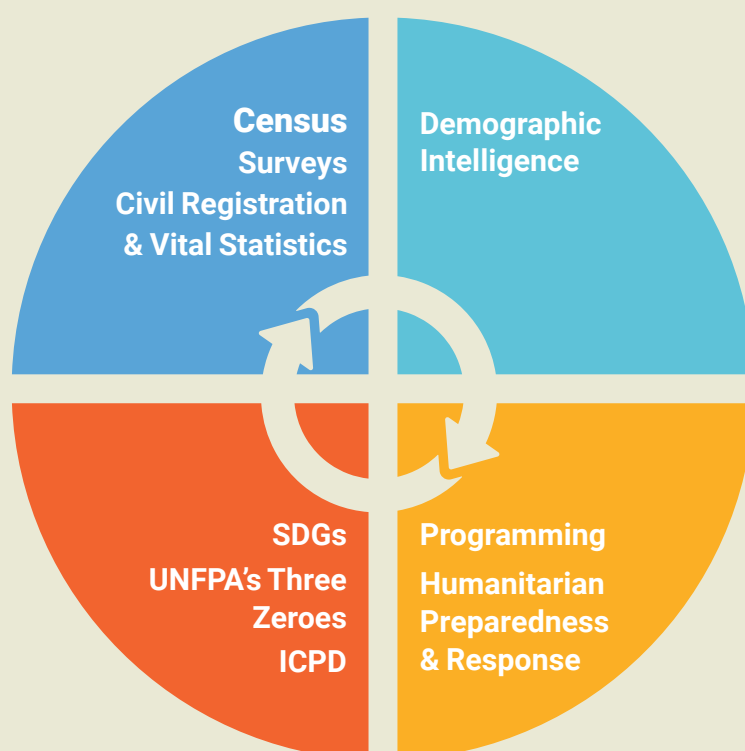 Census
Surveys
Civil Registration
& Vital Statistics
Demographic
Intelligence
SDGs
UNFPA’s Three
Zeroes
ICPD
Programming
Humanitarian
Preparedness
& Response